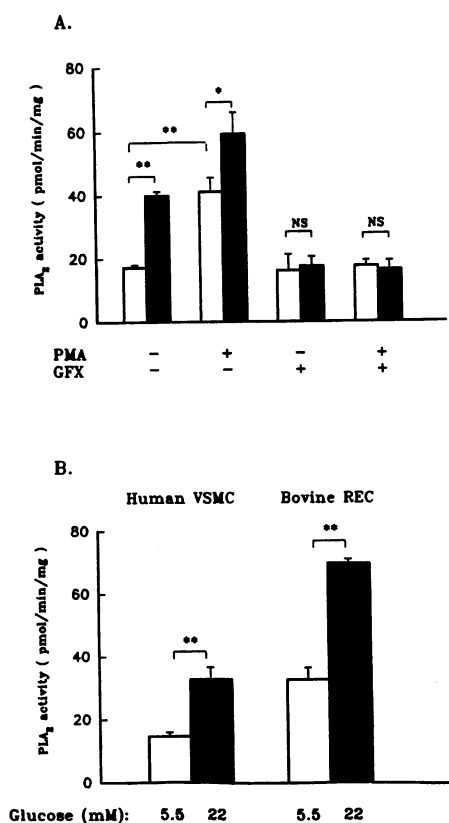 A.
PLA₂ activity ( pmol/min/mg )
80
60
40
20
0
**
**
*
NS
NS
PMA − + − +
GFX − − + +
B.
Human VSMC Bovine REC
PLA₂ activity ( pmol/min/mg )
80
60
40
20
0
**
**
Glucose (mM): 5.5 22 5.5 22